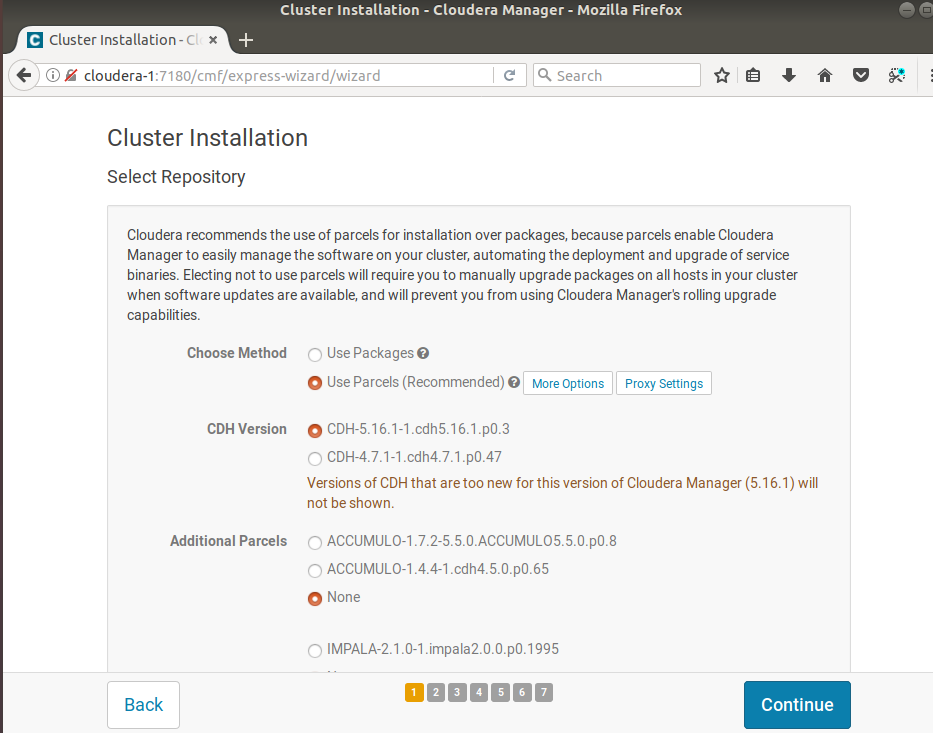 Cluster Installation - Cloudera Manager - Mozilla Firefox
Cluster Installation - Cl
cloudera-1:7180/cmf/express-wizard/wizard
Search
Cluster Installation
Select Repository
Cloudera recommends the use of parcels for installation over packages, because parcels enable Cloudera
Manager to easily manage the software on your cluster, automating the deployment and upgrade of service
binaries. Electing not to use parcels will require you to manually upgrade packages on all hosts in your cluster
when software updates are available, and will prevent you from using Cloudera Manager's rolling upgrade
capabilities.
Choose Method Use Packages ?
Use Parcels (Recommended) ? More Options Proxy Settings
CDH Version CDH-5.16.1-1.cdh5.16.1.p0.3
CDH-4.7.1-1.cdh4.7.1.p0.47
Versions of CDH that are too new for this version of Cloudera Manager (5.16.1) will
not be shown.
Additional Parcels ACCUMULO-1.7.2-5.5.0.ACCUMULO5.5.0.p0.8
ACCUMULO-1.4.4-1.cdh4.5.0.p0.65
None
IMPALA-2.1.0-1.impala2.0.0.p0.1995
Back 1 2 3 4 5 6 7 Continue